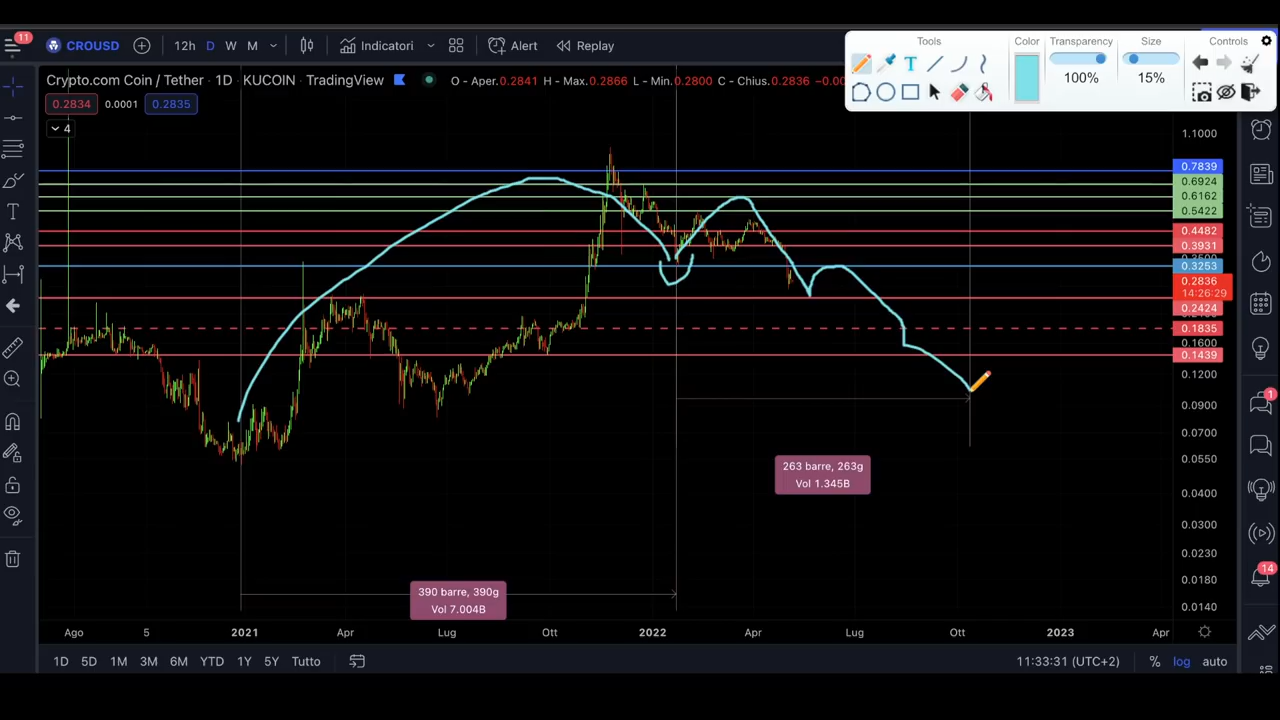 11
CROUSD
12h D W M
Indicatori
Alert
Replay
Tools
Color
Transparency
100%
Size
15%
Controls
Crypto.com Coin / Tether · 1D · KUCOIN · TradingView
O - Aper.0.2841 H - Max.0.2866 L - Min.0.2800 C - Chius.0.2836 −0.00
0.2834
0.0001
0.2835
4
1.1000
0.7839
0.6924
0.6162
0.5422
0.4482
0.3931
0.3253
0.2836
14:26:29
0.2424
0.1835
0.1600
0.1439
0.1200
0.0900
0.0700
0.0550
0.0400
0.0300
0.0230
0.0180
0.0140
263 barre, 263g
Vol 1.345B
390 barre, 390g
Vol 7.004B
1
14
Ago 5 2021 Apr Lug Ott 2022 Apr Lug Ott 2023 Apr
1D 5D 1M 3M 6M YTD 1Y 5Y Tutto
11:33:31 (UTC+2) % log auto